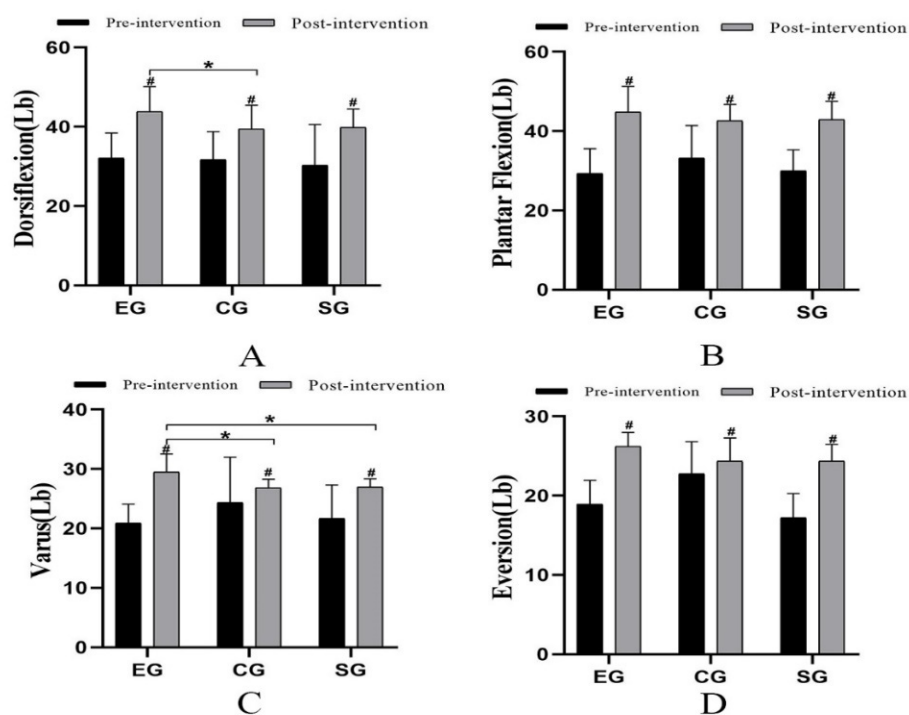 Pre-intervention Post-intervention
Dorsiflexion(Lb)
60
40
20
0
*
# # #
EG CG SG
A
Pre-intervention Post-intervention
Plantar Flexion(Lb)
60
40
20
0
# # #
EG CG SG
B
Pre-intervention Post-intervention
Varus(Lb)
40
30
20
10
0
*
*
# # #
EG CG SG
C
Pre-intervention Post-intervention
Eversion(Lb)
30
20
10
0
# # #
EG CG SG
D